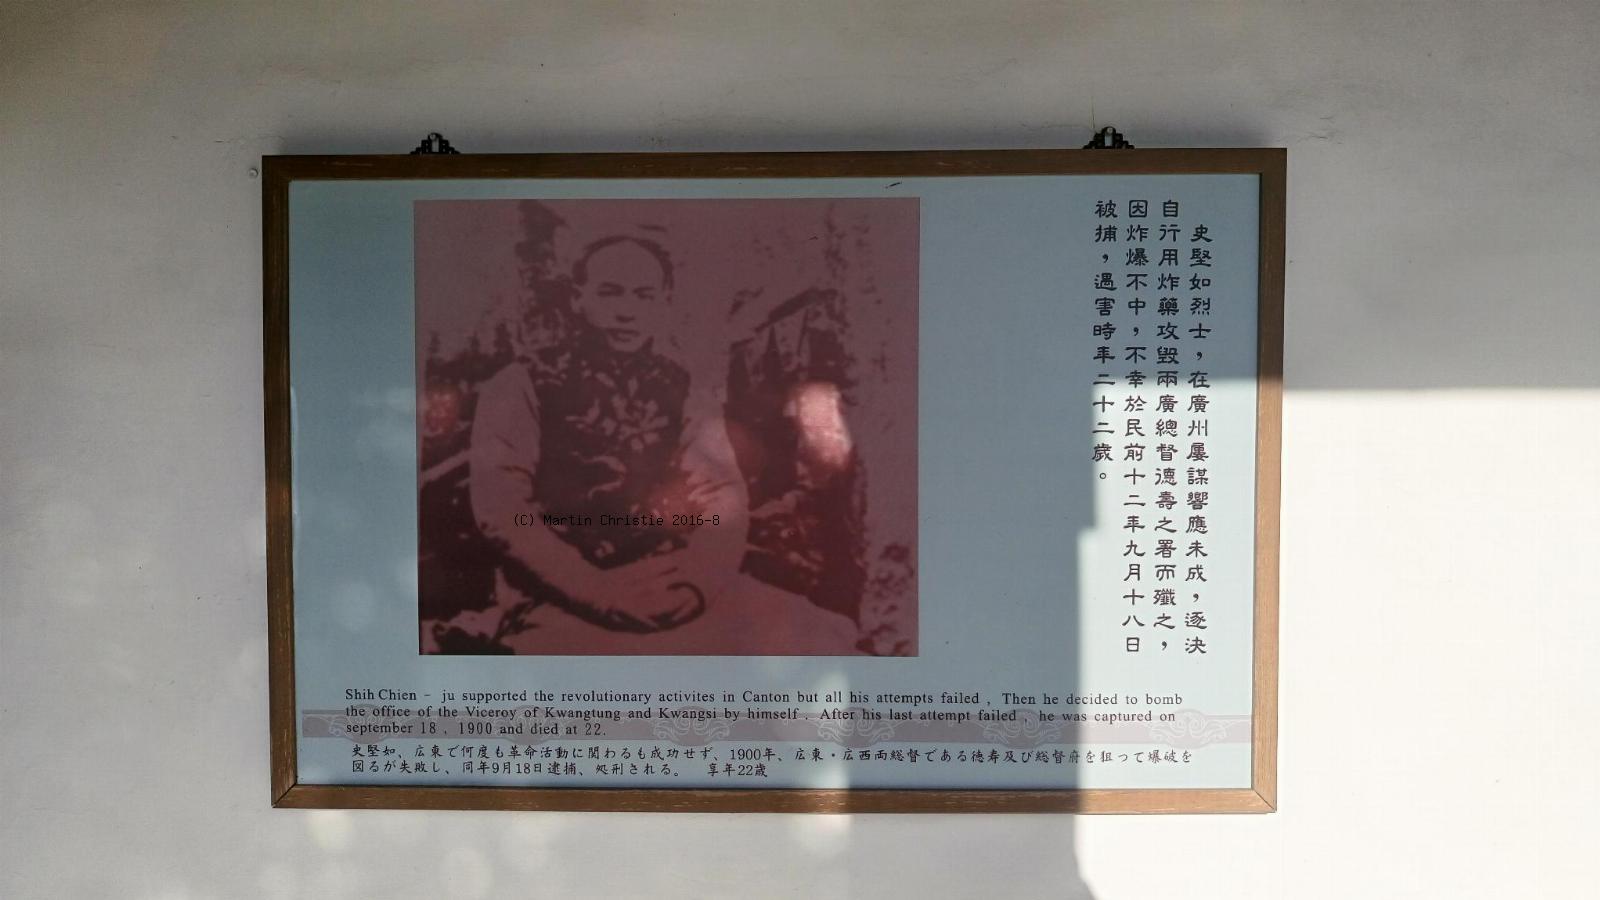 史堅如烈士，在廣州屢謀響應未成，逐決
自行用炸藥攻毀兩廣總督德壽之署而殲之，
因炸爆不中，不幸於民前十二年九月十八日
被捕，遇害時年二十二歲。
(C) Martin Christie 2016-8
Shih Chien - ju supported the revolutionary activites in Canton but all his attempts failed , Then he decided to bomb
the office of the Viceroy of Kwangtung and Kwangsi by himself . After his last attempt failed , he was captured on
september 18 , 1900 and died at 22.
史堅如、広東で何度も革命活動に関わるも成功せず、1900年、広東・広西両総督である徳寿及び総督府を狙って爆破を
図るが失敗し、同年9月18日逮捕、処刑される。 享年22歳